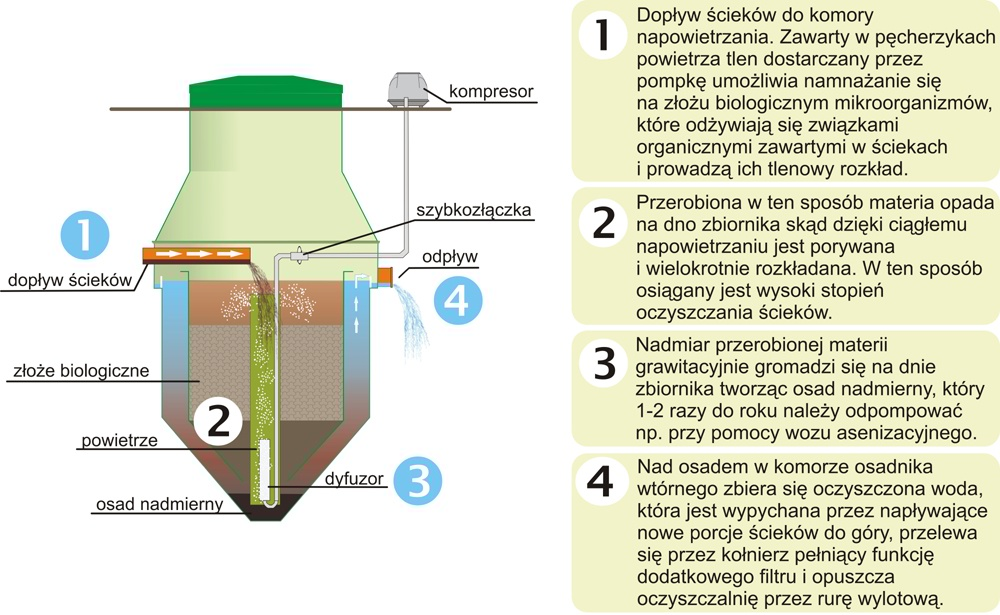 kompresor
szybkozłączka
1
odpływ
dopływ ścieków
4
złoże biologiczne
2
powietrze
dyfuzor
3
osad nadmierny
1
Dopływ ścieków do komory
napowietrzania. Zawarty w pęcherzykach
powietrza tlen dostarczany przez
pompkę umożliwia namnażanie się
na złożu biologicznym mikroorganizmów,
które odżywiają się związkami
organicznymi zawartymi w ściekach
i prowadzą ich tlenowy rozkład.
2
Przerobiona w ten sposób materia opada
na dno zbiornika skąd dzięki ciągłemu
napowietrzaniu jest porywana
i wielokrotnie rozkładana. W ten sposób
osiągany jest wysoki stopień
oczyszczania ścieków.
3
Nadmiar przerobionej materii
grawitacyjnie gromadzi się na dnie
zbiornika tworząc osad nadmierny, który
1-2 razy do roku należy odpompować
np. przy pomocy wozu asenizacyjnego.
4
Nad osadem w komorze osadnika
wtórnego zbiera się oczyszczona woda,
która jest wypychana przez napływające
nowe porcje ścieków do góry, przelewa
się przez kołnierz pełniący funkcję
dodatkowego filtru i opuszcza
oczyszczalnię przez rurę wylotową.